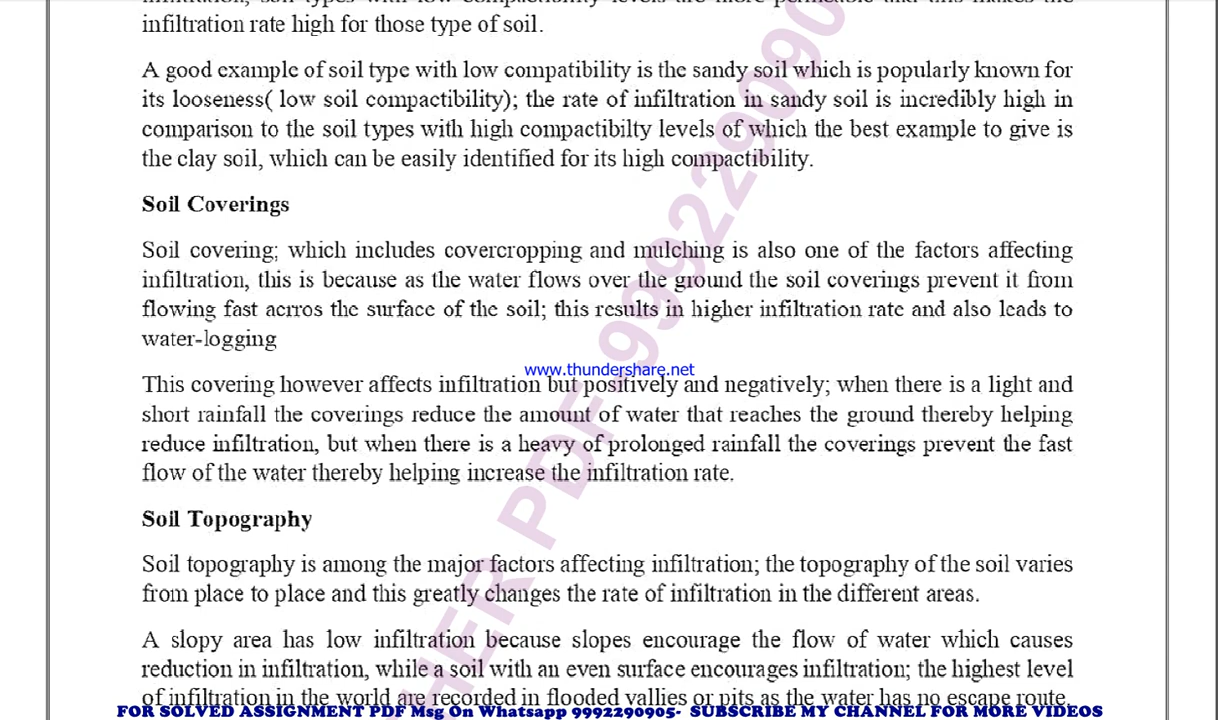 infiltration, soil types with low compactibility levels are more permeable and this makes the
infiltration rate high for those type of soil.
A good example of soil type with low compatibility is the sandy soil which is popularly known for
its looseness( low soil compactibility); the rate of infiltration in sandy soil is incredibly high in
comparison to the soil types with high compactibilty levels of which the best example to give is
the clay soil, which can be easily identified for its high compactibility.
Soil Coverings
Soil covering; which includes covercropping and mulching is also one of the factors affecting
infiltration, this is because as the water flows over the ground the soil coverings prevent it from
flowing fast acrros the surface of the soil; this results in higher infiltration rate and also leads to
water-logging
www.thundershare.net
This covering however affects infiltration but positively and negatively; when there is a light and
short rainfall the coverings reduce the amount of water that reaches the ground thereby helping
reduce infiltration, but when there is a heavy of prolonged rainfall the coverings prevent the fast
flow of the water thereby helping increase the infiltration rate.
Soil Topography
Soil topography is among the major factors affecting infiltration; the topography of the soil varies
from place to place and this greatly changes the rate of infiltration in the different areas.
A slopy area has low infiltration because slopes encourage the flow of water which causes
reduction in infiltration, while a soil with an even surface encourages infiltration; the highest level
of infiltration in the world are recorded in flooded vallies or pits as the water has no escape route.
FOR SOLVED ASSIGNMENT PDF Msg On Whatsapp 9992290905- SUBSCRIBE MY CHANNEL FOR MORE VIDEOS
HER PDF-999229090